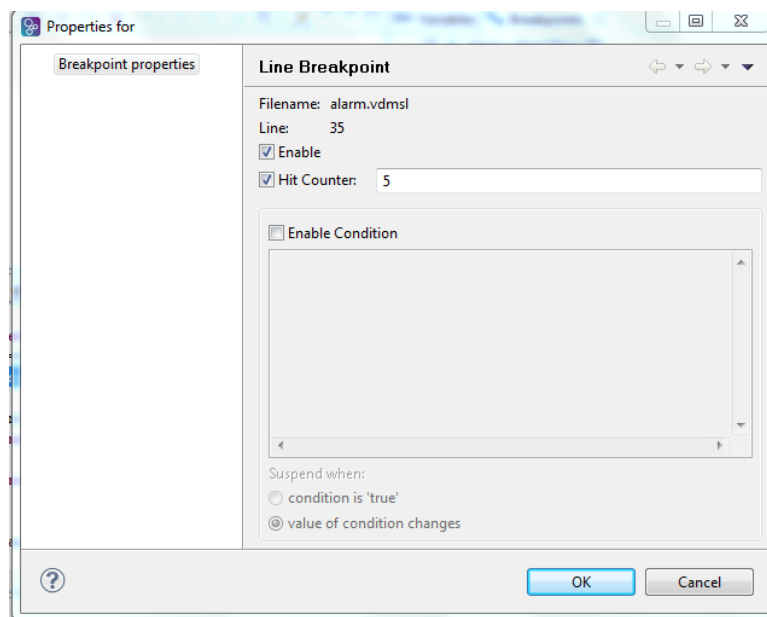 Properties for
Breakpoint properties
Line Breakpoint
Filename: alarm.vdmsl
Line: 35
Enable
Hit Counter: 5
Enable Condition
Suspend when:
condition is 'true'
value of condition changes
?
OK
Cancel